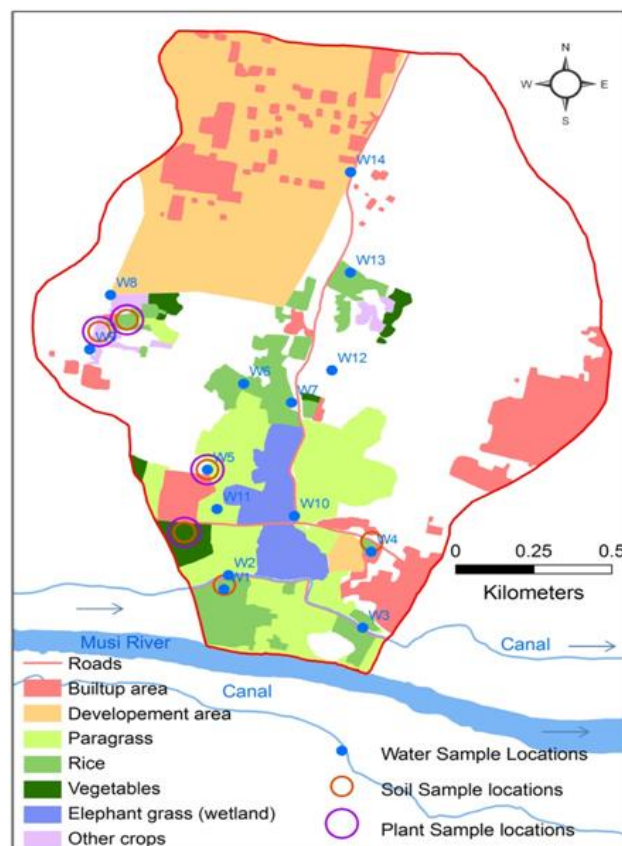 N
W E
S
W14
W13
W8
W9
W12
W6
W7
W5
W11
W10
W4
W2
W1
W3
0 0.25 0.5
Kilometers
Musi River
Canal
Canal
Roads
Builtup area
Developement area
Paragrass
Rice
Vegetables
Elephant grass (wetland)
Other crops
Water Sample Locations
Soil Sample locations
Plant Sample locations